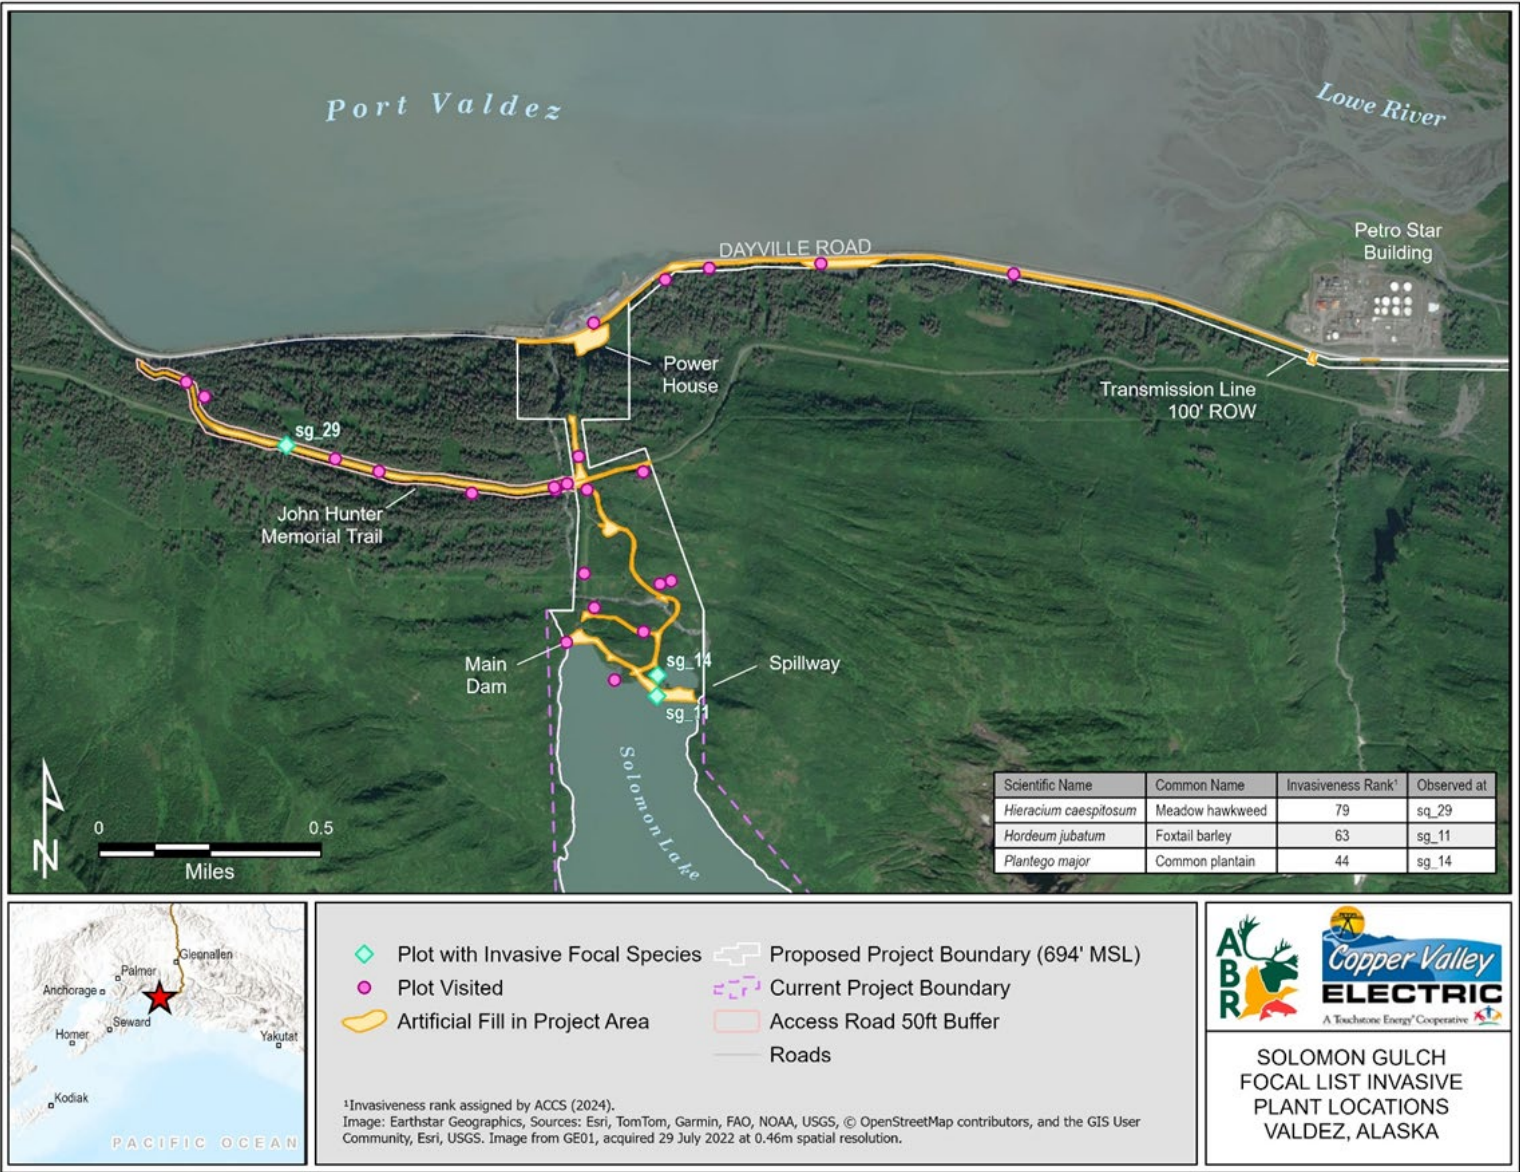 Port Valdez
Lowe River
DAYVILLE ROAD
Petro Star
Building
Power
House
Transmission Line
100' ROW
sg_29
John Hunter
Memorial Trail
Main
Dam
sg_14
Spillway
sg_11
Solomon Lake
N
0 0.5
Miles
Scientific Name Common Name Invasiveness Rank¹ Observed at
Hieracium caespitosum Meadow hawkweed 79 sg_29
Hordeum jubatum Foxtail barley 63 sg_11
Plantego major Common plantain 44 sg_14
Glennallen
Palmer
Anchorage
Seward
Homer
Yakutat
Kodiak
PACIFIC OCEAN
Plot with Invasive Focal Species
Plot Visited
Artificial Fill in Project Area
Proposed Project Boundary (694' MSL)
Current Project Boundary
Access Road 50ft Buffer
Roads
¹Invasiveness rank assigned by ACCS (2024).
Image: Earthstar Geographics, Sources: Esri, TomTom, Garmin, FAO, NOAA, USGS, © OpenStreetMap contributors, and the GIS User
Community, Esri, USGS. Image from GE01, acquired 29 July 2022 at 0.46m spatial resolution.
ABR
Copper Valley
ELECTRIC
A Touchstone Energy® Cooperative
SOLOMON GULCH
FOCAL LIST INVASIVE
PLANT LOCATIONS
VALDEZ, ALASKA